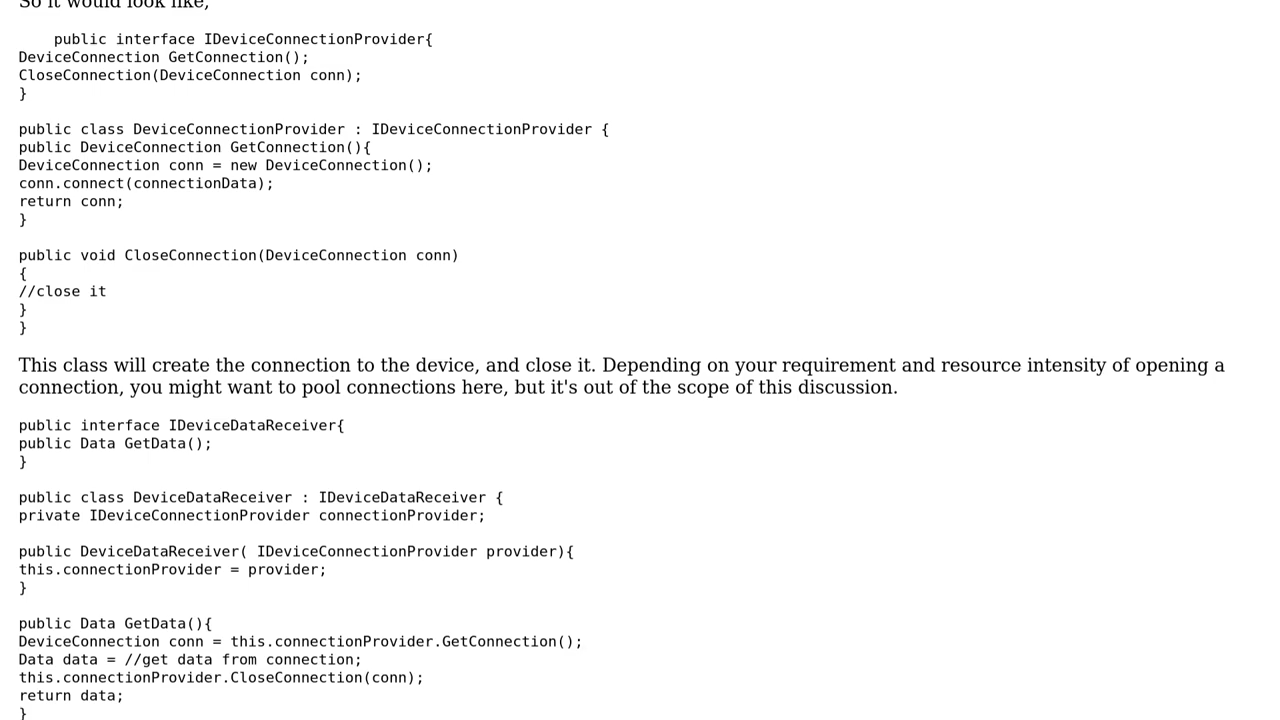 So it would look like,
public interface IDeviceConnectionProvider{
DeviceConnection GetConnection();
CloseConnection(DeviceConnection conn);
}
public class DeviceConnectionProvider : IDeviceConnectionProvider {
public DeviceConnection GetConnection(){
DeviceConnection conn = new DeviceConnection();
conn.connect(connectionData);
return conn;
}
public void CloseConnection(DeviceConnection conn)
{
//close it
}
}
This class will create the connection to the device, and close it. Depending on your requirement and resource intensity of opening a
connection, you might want to pool connections here, but it's out of the scope of this discussion.
public interface IDeviceDataReceiver{
public Data GetData();
}
public class DeviceDataReceiver : IDeviceDataReceiver {
private IDeviceConnectionProvider connectionProvider;
public DeviceDataReceiver( IDeviceConnectionProvider provider){
this.connectionProvider = provider;
}
public Data GetData(){
DeviceConnection conn = this.connectionProvider.GetConnection();
Data data = //get data from connection;
this.connectionProvider.CloseConnection(conn);
return data;
}